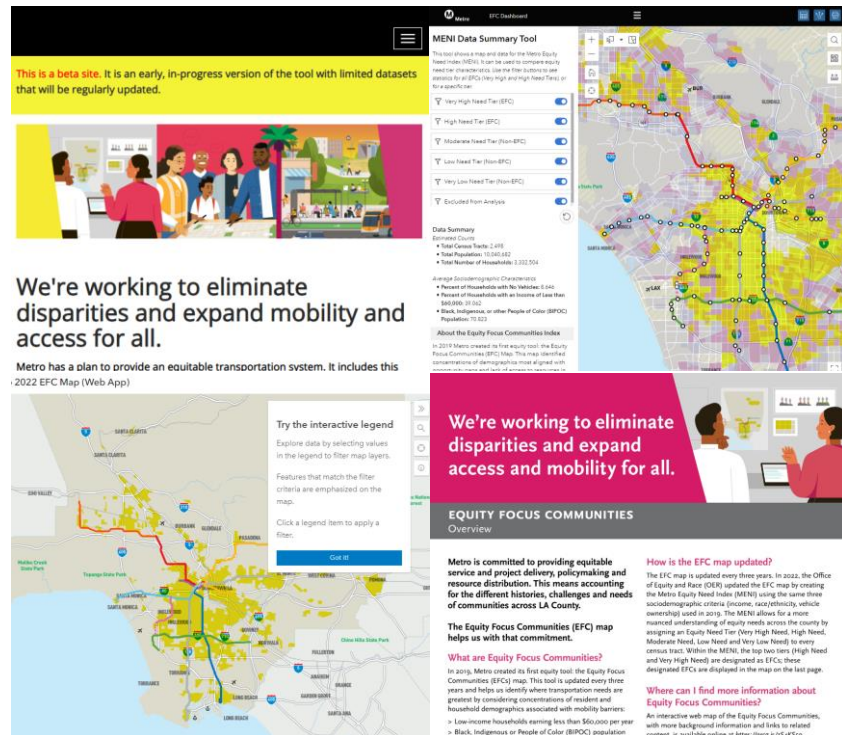 This is a beta site. It is an early, in-progress version of the tool with limited datasets
that will be regularly updated.
We're working to eliminate
disparities and expand mobility and
access for all.
Metro has a plan to provide an equitable transportation system. It includes this
Metro
EFC Dashboard
MENI Data Summary Tool
This tool shows a map and data for the Metro Equity
Need Index (MENI). It can be used to compare equity
need tier characteristics. Use the filter buttons to see
statistics for all EFCs (Very High and High Need Tiers) or
for a specific tier.
Very High Need Tier (EFC)
High Need Tier (EFC)
Moderate Need Tier (Non-EFC)
Low Need Tier (Non-EFC)
Very Low Need Tier (Non-EFC)
Excluded from Analysis
Data Summary
Estimated Counts
• Total Census Tracts: 2,498
• Total Population: 10,040,682
• Total Number of Households: 3,332,504
Average Sociodemographic Characteristics
• Percent of Households with No Vehicles: 8.646
• Percent of Households with an Income of Less than
$60,000: 39.062
• Black, Indigenous, or other People of Color (BIPOC)
Population: 70.823
About the Equity Focus Communities Index
In 2019 Metro created its first equity tool: the Equity
Focus Communities (EFC) Map. This map identified
concentrations of demographics most aligned with
BUR
GLENDALE
SANTA MONICA
INGLEWOOD
LAX
2022 EFC Map (Web App)
Try the interactive legend
Explore data by selecting values
in the legend to filter map layers.
Features that match the filter
criteria are emphasized on the
map.
Click a legend item to apply a
filter.
Got it!
SANTA CLARITA
SANTA CLARITA
SIMI VALLEY
BURBANK
GLENDALE
PASADENA
Malibu Creek
State Park
Topanga State Park
SANTA MONICA
SANTA MONICA
INGLEWOOD
INGLEWOOD
POMONA
Chino Hills State Park
FULLERTON
ANAHEIM
TORRANCE
TORRANCE
ORANGE
GARDEN GROVE
LONG BEACH
LONG BEACH
SANTA ANA
We're working to eliminate
disparities and expand
access and mobility for all.
EQUITY FOCUS COMMUNITIES
Overview
Metro is committed to providing equitable
service and project delivery, policymaking and
resource distribution. This means accounting
for the different histories, challenges and needs
of communities across LA County.
The Equity Focus Communities (EFC) map
helps us with that commitment.
What are Equity Focus Communities?
In 2019, Metro created its first equity tool: the Equity Focus
Communities (EFCs) map. This tool is updated every three
years and helps us identify where transportation needs are
greatest by considering concentrations of resident and
household demographics associated with mobility barriers:
> Low-income households earning less than $60,000 per year
> Black, Indigenous or People of Color (BIPOC) population
How is the EFC map updated?
The EFC map is updated every three years. In 2022, the Office
of Equity and Race (OER) updated the EFC map by creating
the Metro Equity Need Index (MENI) using the same three
sociodemographic criteria (income, race/ethnicity, vehicle
ownership) used in 2019. The MENI allows for a more
nuanced understanding of equity needs across the county by
assigning an Equity Need Tier (Very High Need, High Need,
Moderate Need, Low Need and Very Low Need) to every
census tract. Within the MENI, the top two tiers (High Need
and Very High Need) are designated as EFCs; these
designated EFCs are displayed in the map on the last page.
Where can I find more information about
Equity Focus Communities?
An interactive web map of the Equity Focus Communities,
with more background information and links to related